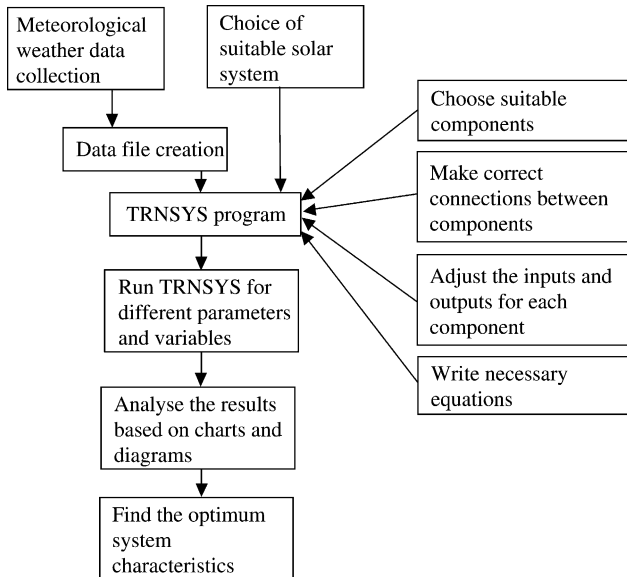 Meteorological
weather data
collection
Choice of
suitable solar
system
Data file creation
TRNSYS program
Choose suitable
components
Make correct
connections between
components
Adjust the inputs and
outputs for each
component
Write necessary
equations
Run TRNSYS for
different parameters
and variables
Analyse the results
based on charts and
diagrams
Find the optimum
system
characteristics